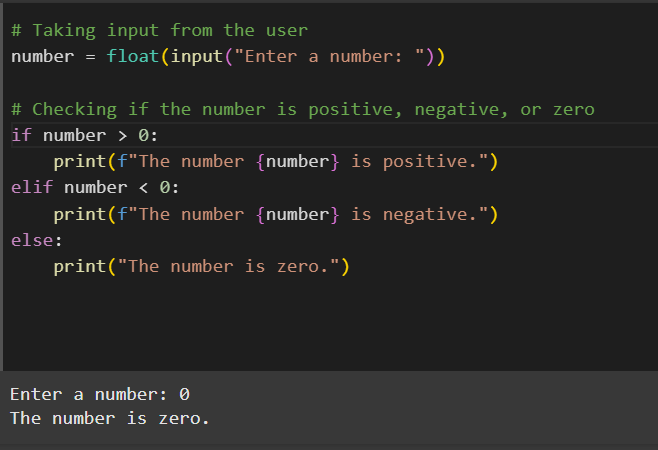 # Taking input from the user
number = float(input("Enter a number: "))
# Checking if the number is positive, negative, or zero
if number > 0:
    print(f"The number {number} is positive.")
elif number < 0:
    print(f"The number {number} is negative.")
else:
    print("The number is zero.")
Enter a number: 0
The number is zero.